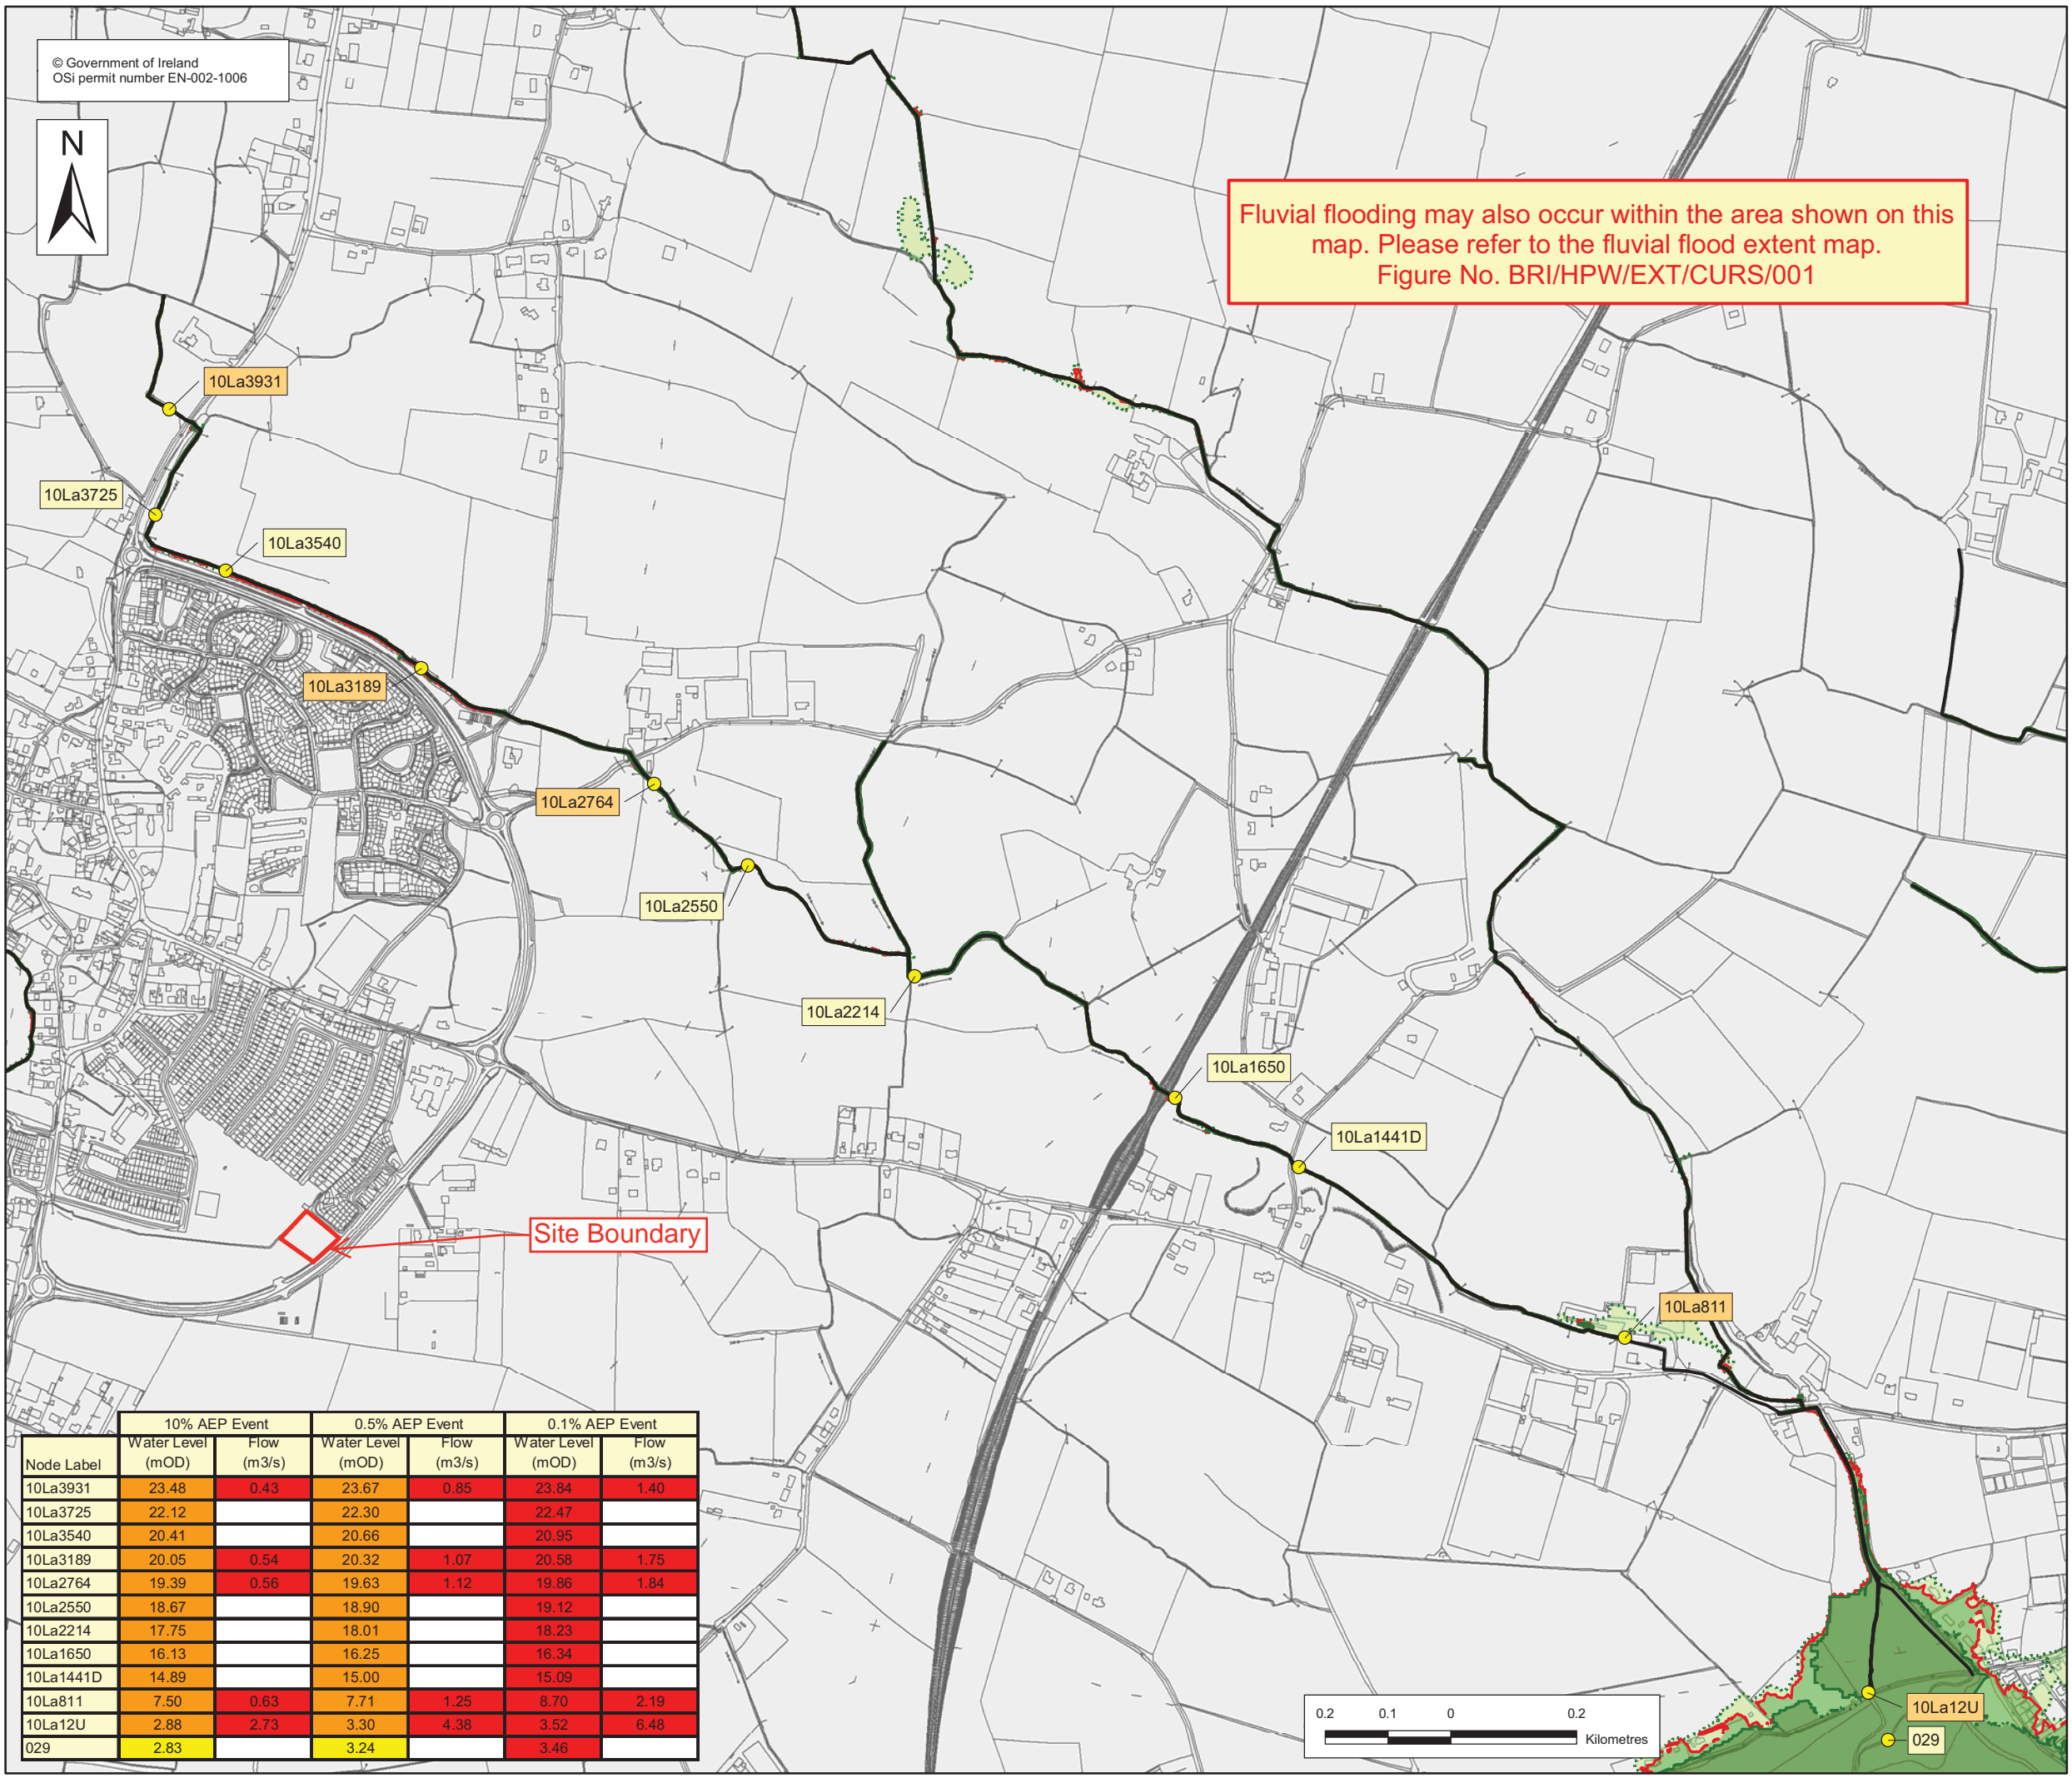 © Government of Ireland
OSi permit number EN-002-1006
N
Fluvial flooding may also occur within the area shown on this
map. Please refer to the fluvial flood extent map.
Figure No. BRI/HPW/EXT/CURS/001
10La3931
10La3725
10La3540
10La3189
10La2764
10La2550
10La2214
10La1650
10La1441D
Site Boundary
10La811
10La12U
029
10% AEP Event 0.5% AEP Event 0.1% AEP Event
Node Label Water Level (mOD) Flow (m3/s) Water Level (mOD) Flow (m3/s) Water Level (mOD) Flow (m3/s)
10La3931 23.48 0.43 23.67 0.85 23.84 1.40
10La3725 22.12 22.30 22.47
10La3540 20.41 20.66 20.95
10La3189 20.05 0.54 20.32 1.07 20.58 1.75
10La2764 19.39 0.56 19.63 1.12 19.86 1.84
10La2550 18.67 18.90 19.12
10La2214 17.75 18.01 18.23
10La1650 16.13 16.25 16.34
10La1441D 14.89 15.00 15.09
10La811 7.50 0.63 7.71 1.25 8.70 2.19
10La12U 2.88 2.73 3.30 4.38 3.52 6.48
029 2.83 3.24 3.46
0.2 0.1 0 0.2
Kilometres